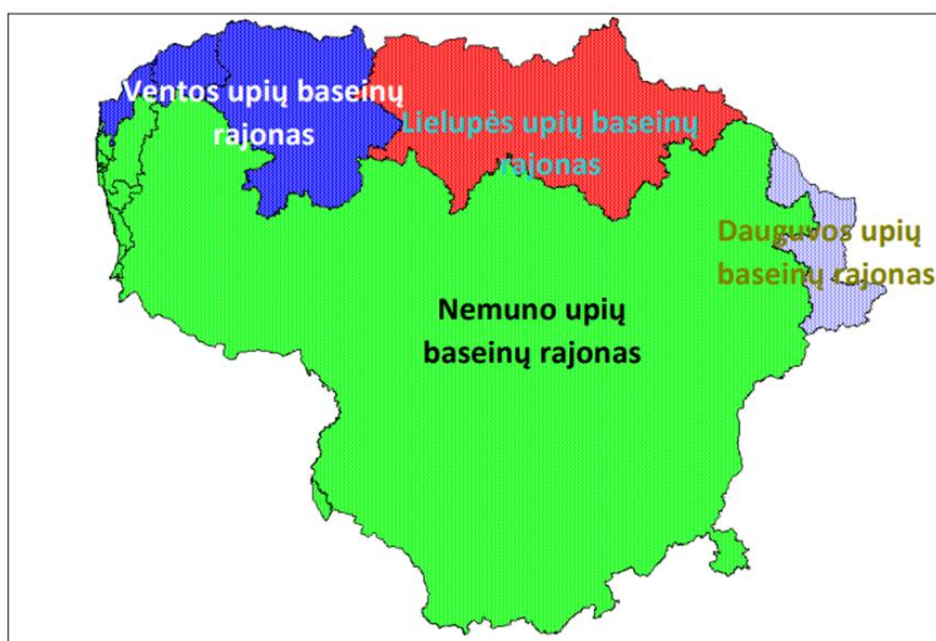 Ventos upių baseinų
rajonas
Lielupės upių baseinų
rajonas
Dauguvos upių
baseinų rajonas
Nemuno upių
baseinų rajonas